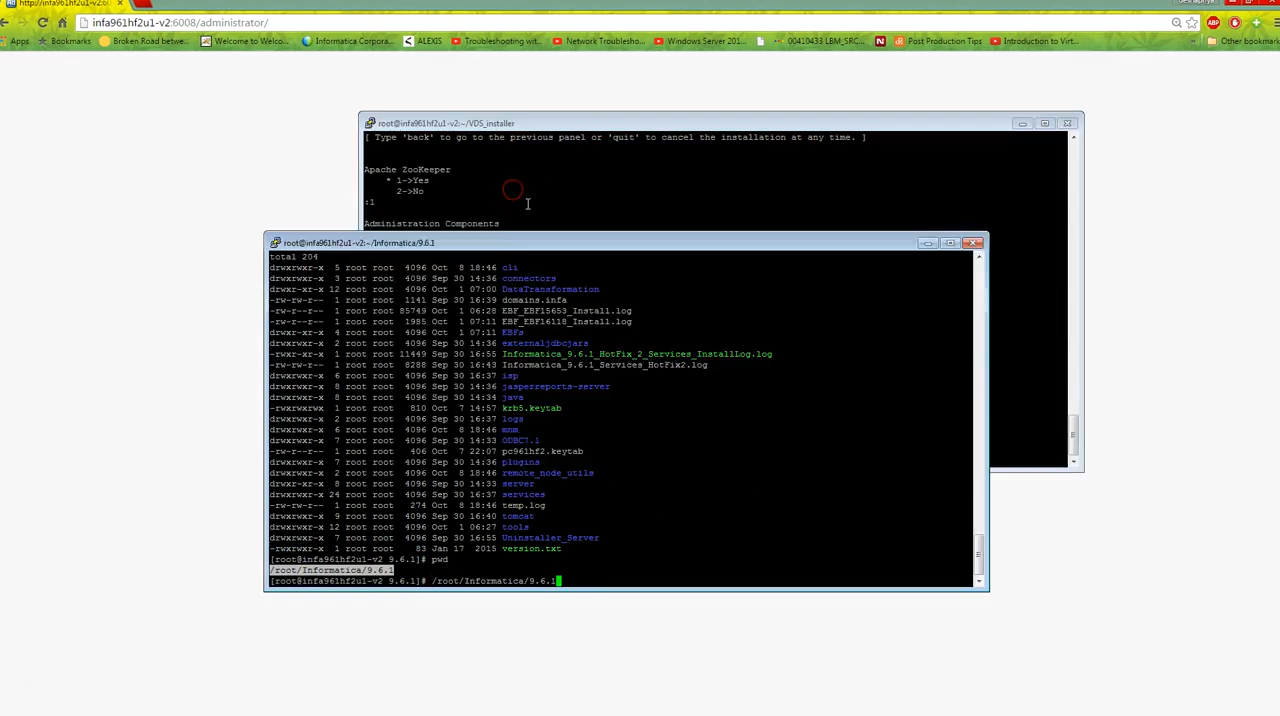 http://infa961hf2u1-v2:60
infa961hf2u1-v2:6008/administrator/
Apps Bookmarks Broken Road betwe... Welcome to Welco... Informatica Corpora... ALEXIS Troubleshooting wit... Network Troublesho... Windows Server 201... 00410433 LBM_SRC... Post Production Tips Introduction to Virt... Other bookmark
root@infa961hf2u1-v2:~/VDS_installer
[ Type 'back' to go to the previous panel or 'quit' to cancel the installation at any time. ]
Apache ZooKeeper
* 1->Yes
2->No
:1
Administration Components
root@infa961hf2u1-v2:~/Informatica/9.6.1
total 204
drwxrwxr-x 5 root root 4096 Oct 8 18:46 cli
drwxrwxr-x 3 root root 4096 Sep 30 14:36 connectors
drwxr-xr-x 12 root root 4096 Oct 1 07:00 DataTransformation
-rw-rw-r-- 1 root root 1141 Sep 30 16:39 domains.infa
-rw-rw-r-- 1 root root 85749 Oct 1 06:28 EBF_EBF15653_Install.log
-rw-rw-r-- 1 root root 1985 Oct 1 07:11 EBF_EBF16118_Install.log
drwxr-xr-x 4 root root 4096 Oct 1 07:11 EBFs
drwxrwxr-x 2 root root 4096 Sep 30 14:36 externaljdbcjars
-rwxrwxr-x 1 root root 11449 Sep 30 16:55 Informatica_9.6.1_HotFix_2_Services_InstallLog.log
-rw-rw-r-- 1 root root 8288 Sep 30 16:43 Informatica_9.6.1_Services_HotFix2.log
drwxrwxr-x 6 root root 4096 Sep 30 16:37 isp
drwxrwxr-x 8 root root 4096 Sep 30 14:36 jasperreports-server
drwxrwxr-x 8 root root 4096 Sep 30 14:34 java
-rwxrwxrwx 1 root root 810 Oct 7 14:57 krb5.keytab
drwxrwxr-x 2 root root 4096 Sep 30 16:37 logs
drwxrwxr-x 6 root root 4096 Oct 8 18:46 mnm
drwxrwxr-x 7 root root 4096 Sep 30 14:33 ODBC7.1
-rw-r--r-- 1 root root 406 Oct 7 22:07 pc961hf2.keytab
drwxrwxr-x 7 root root 4096 Sep 30 14:34 plugins
drwxrwxr-x 2 root root 4096 Oct 8 18:46 remote_node_utils
drwxrwxr-x 8 root root 4096 Sep 30 14:33 server
drwxrwxr-x 24 root root 4096 Sep 30 16:37 services
-rw-rw-r-- 1 root root 274 Oct 8 18:46 temp.log
drwxrwxr-x 9 root root 4096 Sep 30 16:40 tomcat
drwxrwxr-x 12 root root 4096 Oct 1 06:27 tools
drwxrwxr-x 7 root root 4096 Sep 30 16:55 Uninstaller_Server
-rwxrwxr-x 1 root root 83 Jan 17 2015 version.txt
[root@infa961hf2u1-v2 9.6.1]# pwd
/root/Informatica/9.6.1
[root@infa961hf2u1-v2 9.6.1]# /root/Informatica/9.6.1